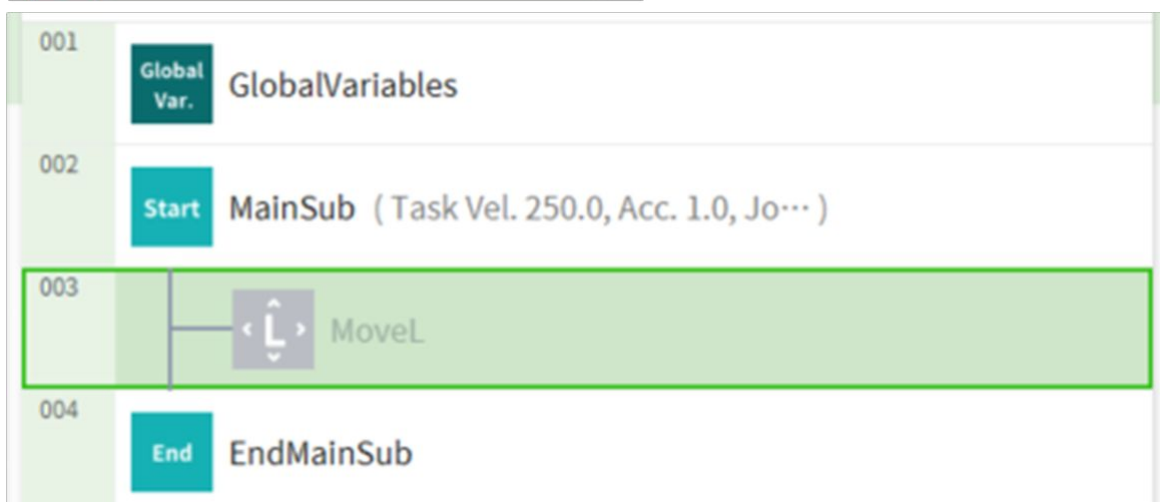 001
Global
Var.
GlobalVariables
002
Start
MainSub ( Task Vel. 250.0, Acc. 1.0, Jo··· )
003
L
MoveL
004
End
EndMainSub